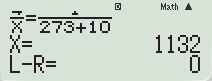 Math ▲
x̄ = 273+10
X= 1132
L-R= 0